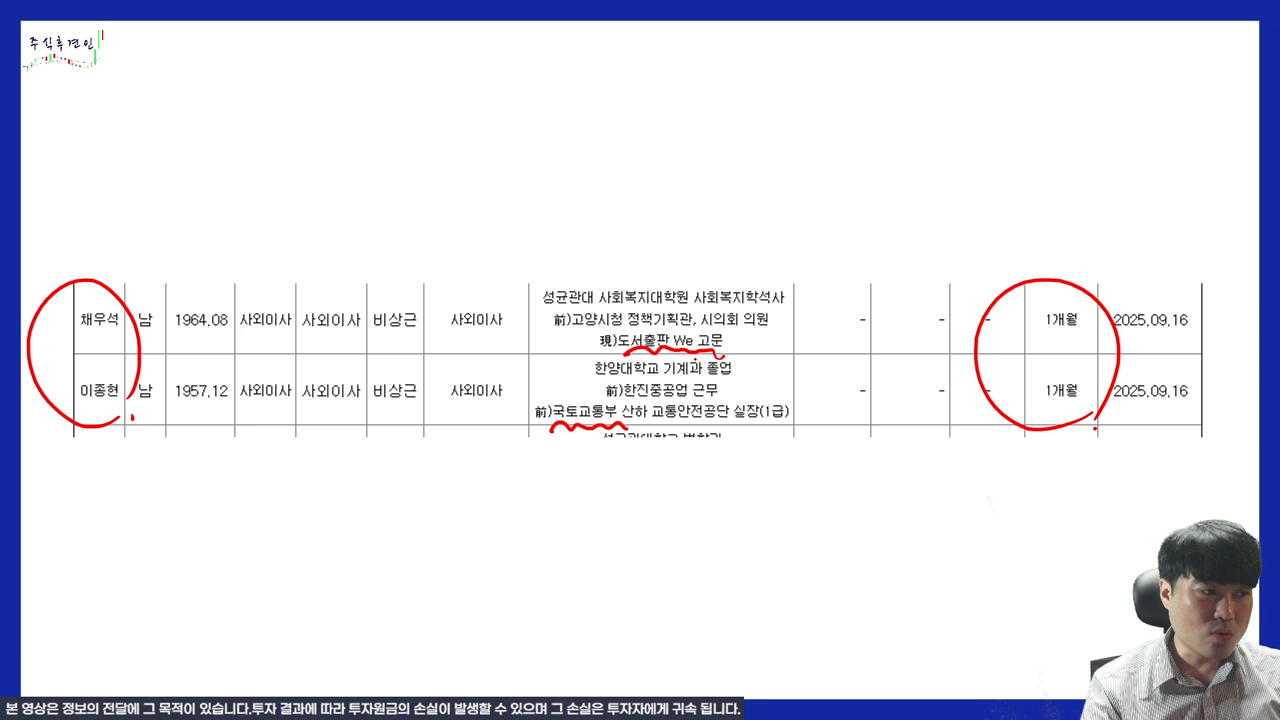 주식후견인
채우석 남 1964.08 사외이사 사외이사 비상근 사외이사 성균관대 사회복지대학원 사회복지학석사 - - - 1개월 2025.09.16
前)고양시청 정책기획관, 시의회 의원
現)도서출판 We 고문
이종현 남 1957.12 사외이사 사외이사 비상근 사외이사 한양대학교 기계과 졸업 - - - 1개월 2025.09.16
前)한진중공업 근무
前)국토교통부 산하 교통안전공단 실장(1급)
본 영상은 정보의 전달에 그 목적이 있습니다.투자 결과에 따라 투자원금의 손실이 발생할 수 있으며 그 손실은 투자자에게 귀속 됩니다.